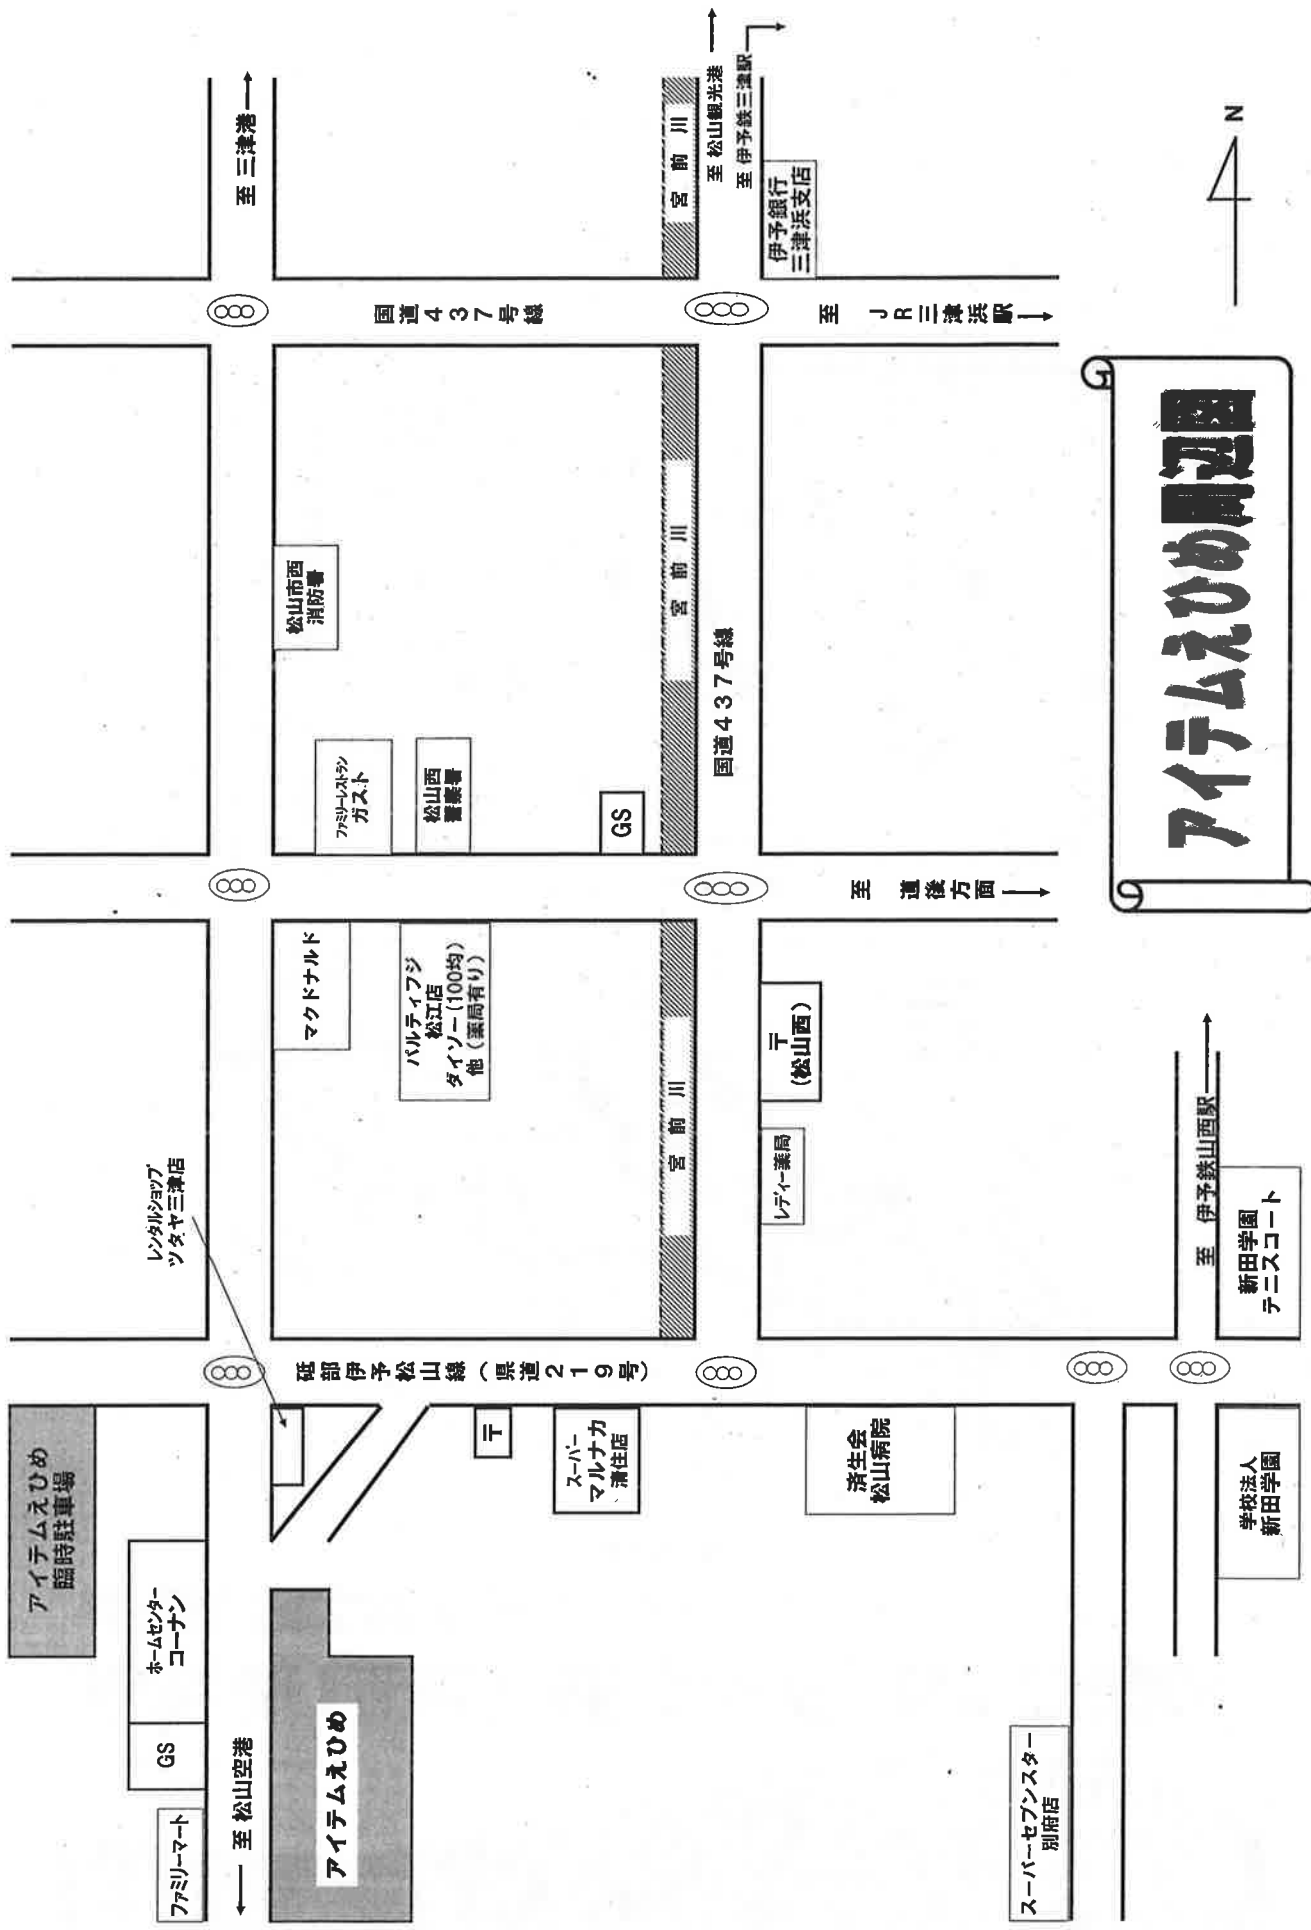 アイテムえひめ周辺図
N
アイテムえひめ
臨時駐車場
ファミリーマート
GS
ホームセンター
コーナン
レンタルショップ
ツタヤ三津店
至 松山空港
至 三津港
アイテムえひめ
マクドナルド
パルティフジ
松江店
ダイソー(100均)
他(薬局有り)
ファミリーレストラン
ガスト
松山西
警察署
松山市西
消防署
GS
国道437号線
砥部伊予松山線(県道219号)
〒
スーパー
マルナカ
清住店
済生会
松山病院
宮前川
宮前川
宮前川
国道437号線
至 松山観光港
至 伊予鉄三津駅
レディー薬局
〒
(松山西)
至 道後方面
伊予銀行
三津浜支店
至 JR三津浜駅
スーパーセブンスター
別府店
至 伊予鉄山西駅
学校法人
新田学園
新田学園
テニスコート